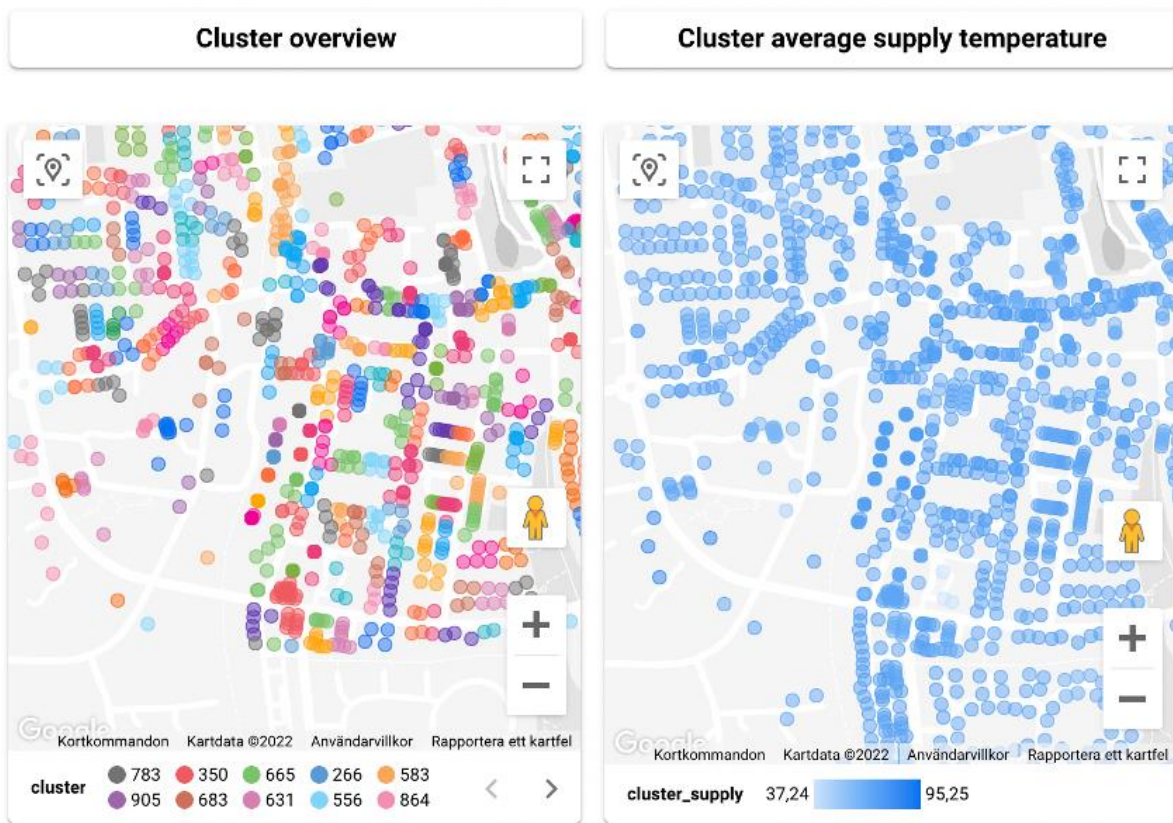 Cluster overview
Cluster average supply temperature
Google
Kortkommandon Kartdata ©2022 Användarvillkor Rapportera ett kartfel
cluster 783 350 665 266 583
905 683 631 556 864
Google
Kortkommandon Kartdata ©2022 Användarvillkor Rapportera ett kartfel
cluster_supply 37,24 95,25